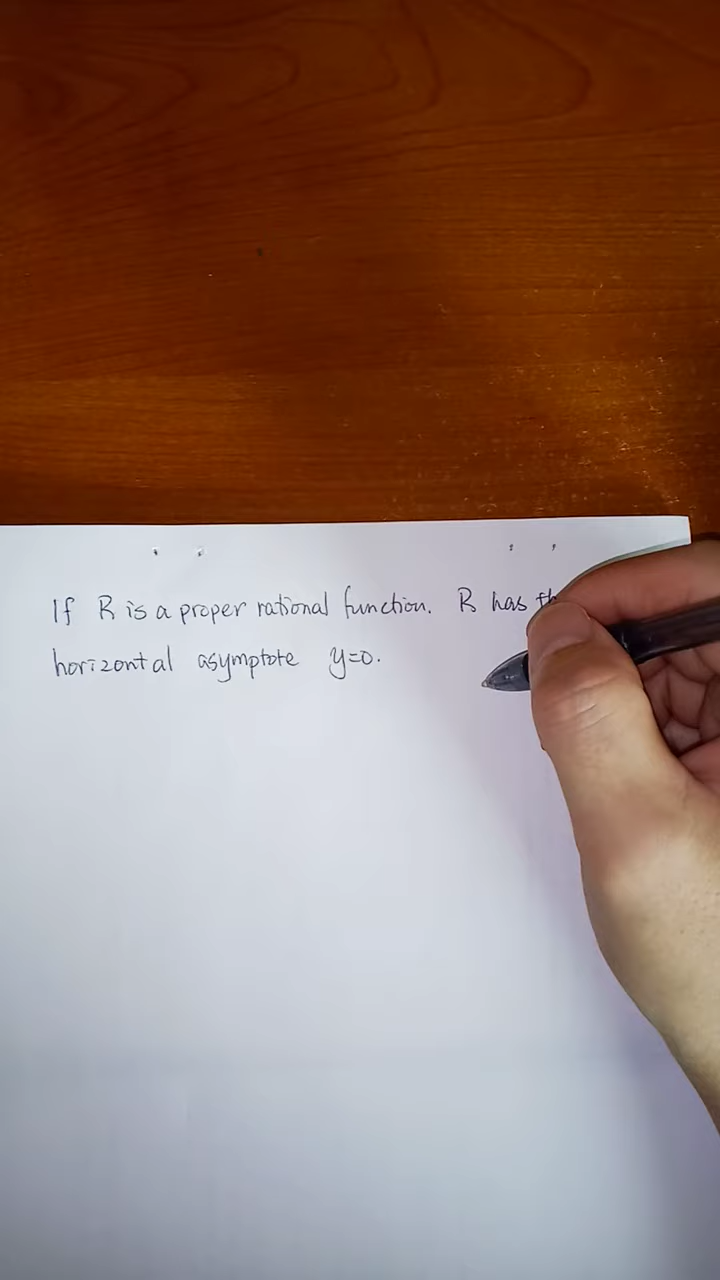 If R is a proper rational function. R has
horizontal asymptote y=0.